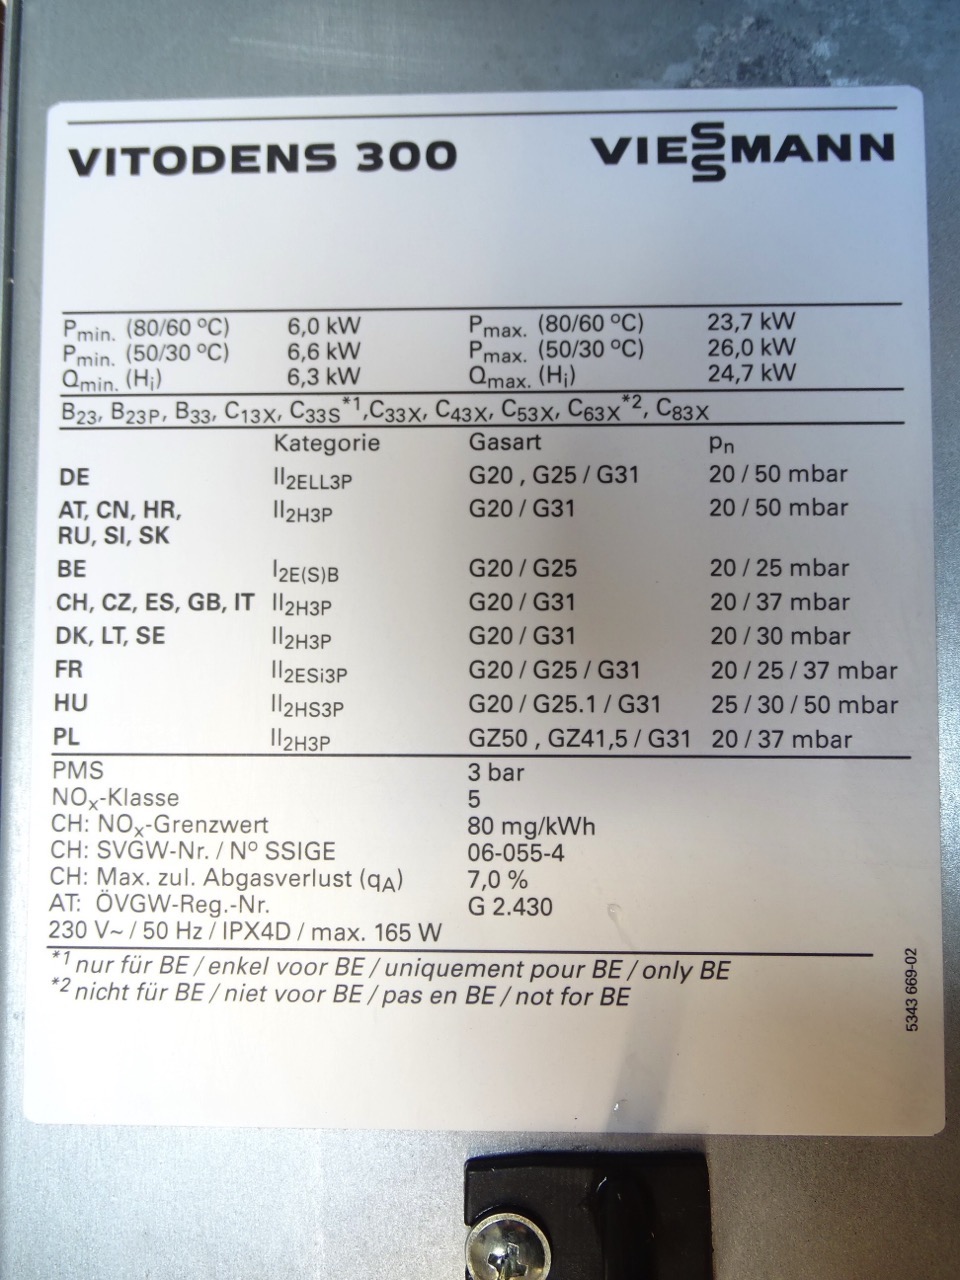 VITODENS 300 VIESSMANN
Pmin. (80/60 ºC) 6,0 kW Pmax. (80/60 ºC) 23,7 kW
Pmin. (50/30 ºC) 6,6 kW Pmax. (50/30 ºC) 26,0 kW
Qmin. (Hi) 6,3 kW Qmax. (Hi) 24,7 kW
B23, B23P, B33, C13X, C33S*1,C33X, C43X, C53X, C63X*2, C83X
Kategorie Gasart pn
DE II2ELL3P G20 , G25 / G31 20 / 50 mbar
AT, CN, HR, II2H3P G20 / G31 20 / 50 mbar
RU, SI, SK
BE I2E(S)B G20 / G25 20 / 25 mbar
CH, CZ, ES, GB, IT II2H3P G20 / G31 20 / 37 mbar
DK, LT, SE II2H3P G20 / G31 20 / 30 mbar
FR II2ESi3P G20 / G25 / G31 20 / 25 / 37 mbar
HU II2HS3P G20 / G25.1 / G31 25 / 30 / 50 mbar
PL II2H3P GZ50 , GZ41,5 / G31 20 / 37 mbar
PMS 3 bar
NOx-Klasse 5
CH: NOx-Grenzwert 80 mg/kWh
CH: SVGW-Nr. / Nº SSIGE 06-055-4
CH: Max. zul. Abgasverlust (qA) 7,0 %
AT: ÖVGW-Reg.-Nr. G 2.430
230 V~ / 50 Hz / IPX4D / max. 165 W
*1 nur für BE / enkel voor BE / uniquement pour BE / only BE
*2 nicht für BE / niet voor BE / pas en BE / not for BE
5343 669-02